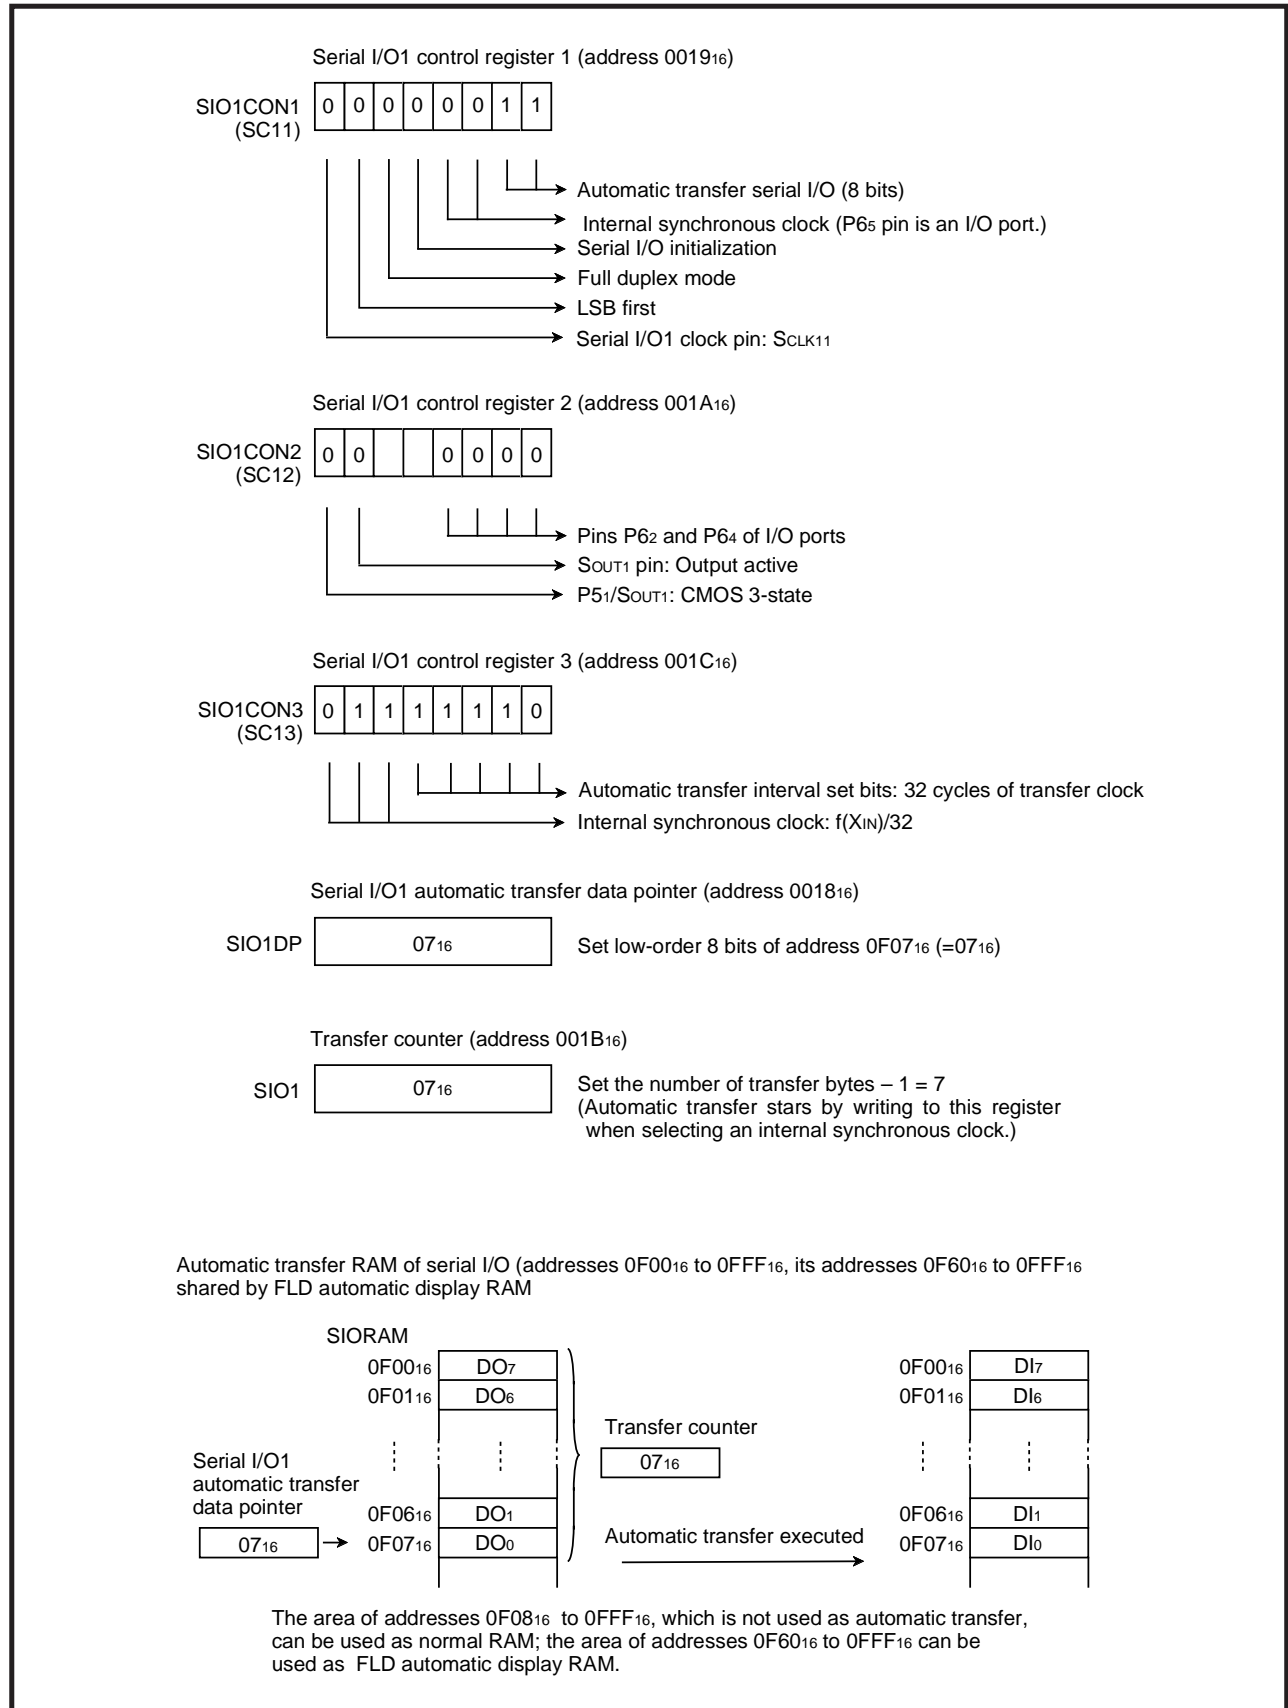 Serial I/O1 control register 1 (address 0019₁₆)
SIO1CON1 0 0 0 0 0 0 1 1
(SC11)
Automatic transfer serial I/O (8 bits)
Internal synchronous clock (P6₅ pin is an I/O port.)
Serial I/O initialization
Full duplex mode
LSB first
Serial I/O1 clock pin: SCLK11
Serial I/O1 control register 2 (address 001A₁₆)
SIO1CON2 0 0 0 0 0 0
(SC12)
Pins P6₂ and P6₄ of I/O ports
SOUT1 pin: Output active
P5₁/SOUT1: CMOS 3-state
Serial I/O1 control register 3 (address 001C₁₆)
SIO1CON3 0 1 1 1 1 1 1 0
(SC13)
Automatic transfer interval set bits: 32 cycles of transfer clock
Internal synchronous clock: f(XIN)/32
Serial I/O1 automatic transfer data pointer (address 0018₁₆)
SIO1DP 07₁₆ Set low-order 8 bits of address 0F07₁₆ (=07₁₆)
Transfer counter (address 001B₁₆)
SIO1 07₁₆ Set the number of transfer bytes – 1 = 7
(Automatic transfer stars by writing to this register
when selecting an internal synchronous clock.)
Automatic transfer RAM of serial I/O (addresses 0F00₁₆ to 0FFF₁₆, its addresses 0F60₁₆ to 0FFF₁₆
shared by FLD automatic display RAM
SIORAM
0F00₁₆ DO₇ 0F00₁₆ DI₇
0F01₁₆ DO₆ 0F01₁₆ DI₆
Transfer counter
07₁₆
Serial I/O1
automatic transfer
data pointer
0F06₁₆ DO₁ 0F06₁₆ DI₁
07₁₆ 0F07₁₆ DO₀ Automatic transfer executed 0F07₁₆ DI₀
The area of addresses 0F08₁₆ to 0FFF₁₆, which is not used as automatic transfer,
can be used as normal RAM; the area of addresses 0F60₁₆ to 0FFF₁₆ can be
used as FLD automatic display RAM.